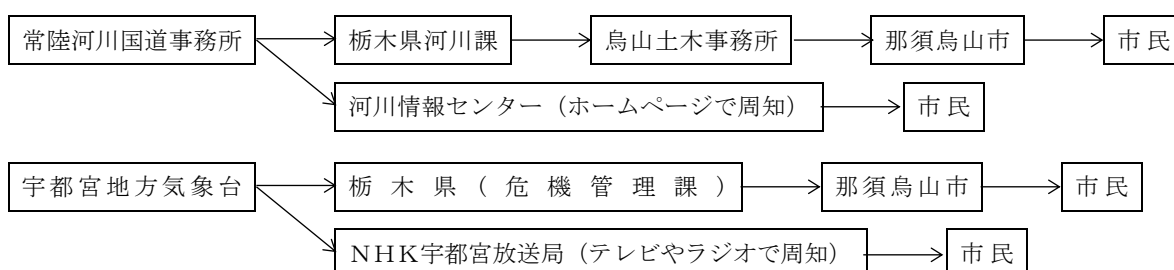 常陸河川国道事務所 栃木県河川課 烏山土木事務所 那須烏山市 市民
河川情報センター（ホームページで周知） 市民
宇都宮地方気象台 栃木県（危機管理課） 那須烏山市 市民
ＮＨＫ宇都宮放送局（テレビやラジオで周知） 市民